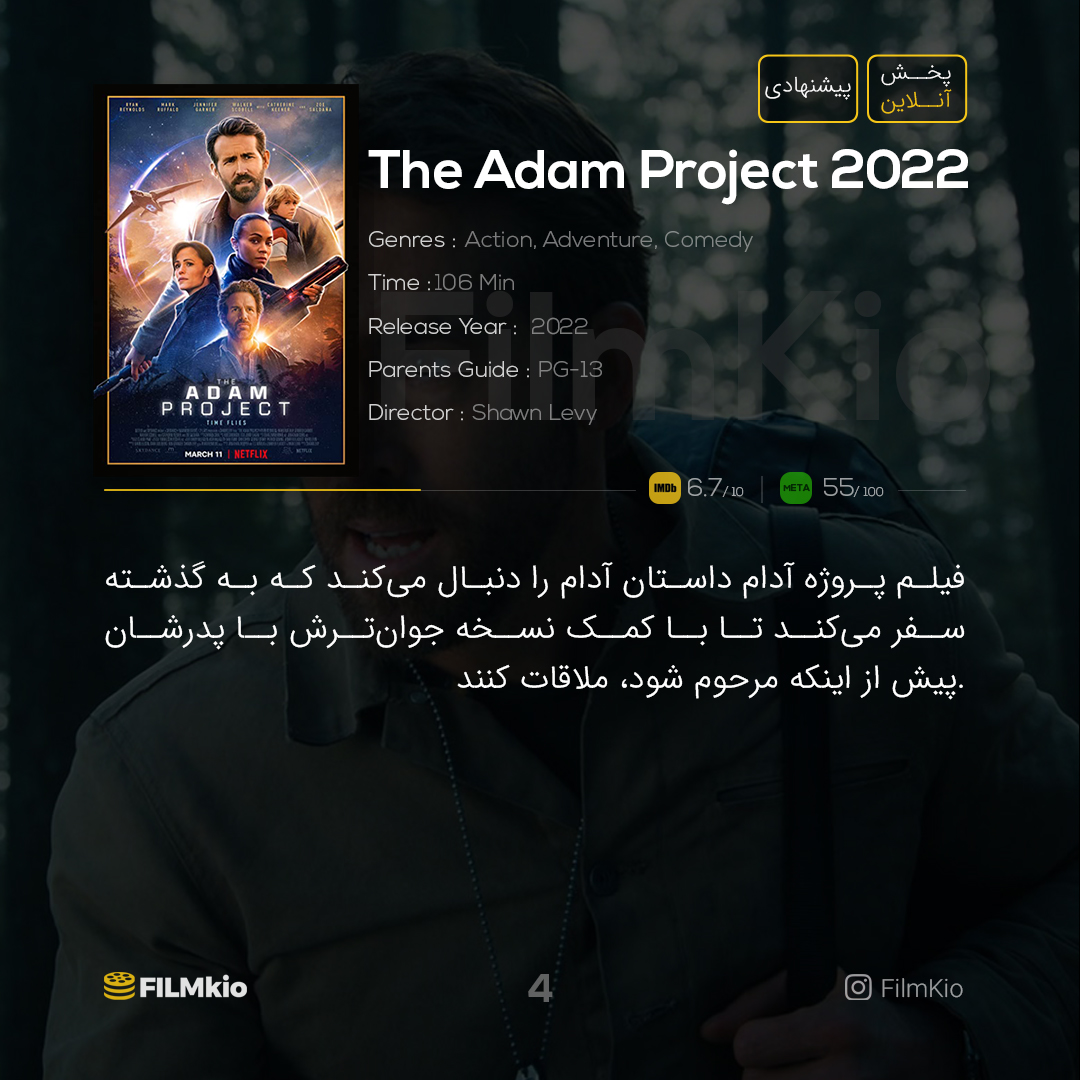 پخش
آنلاین
پیشنهادی
RYAN REYNOLDS MARK RUFFALO JENNIFER GARNER WALKER SCOBELL WITH CATHERINE KEENER AND ZOE SALDAÑA
THE
ADAM
PROJECT
TIME FLIES
MARCH 11 | NETFLIX
The Adam Project 2022
Genres : Action, Adventure, Comedy
Time : 106 Min
Release Year : 2022
Parents Guide : PG-13
Director : Shawn Levy
FilmKio
IMDb 6.7/10 | META 55/100
فیلم پروژه آدام داستان آدام را دنبال می‌کند که به گذشته
سفر می‌کند تا با کمک نسخه جوان‌ترش با پدرشان
.پیش از اینکه مرحوم شود، ملاقات کنند
FILMkio
4
FilmKio